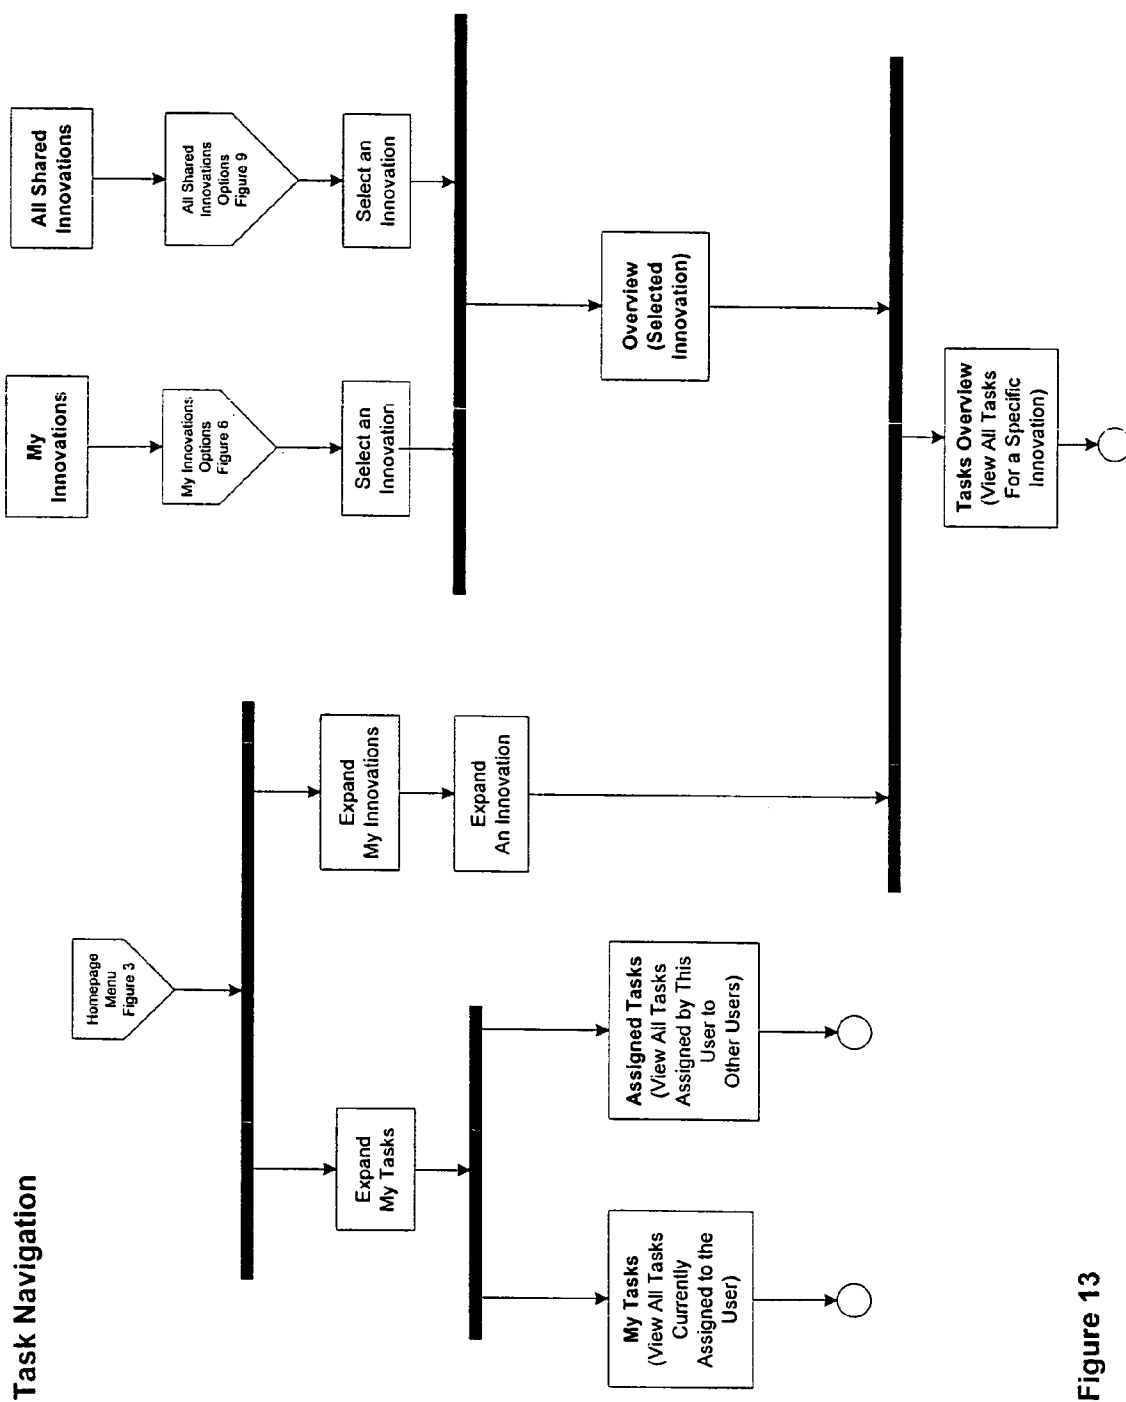 Task Navigation
Homepage
Menu
Figure 3
Expand
My Tasks
My Tasks
(View All Tasks
Currently
Assigned to the
User)
Assigned Tasks
(View All Tasks
Assigned by This
User to
Other Users)
Expand
My Innovations
Expand
An Innovation
My
Innovations
My Innovations
Options
Figure 6
Select an
Innovation
All Shared
Innovations
All Shared
Innovations
Options
Figure 9
Select an
Innovation
Overview
(Selected
Innovation)
Tasks Overview
(View All Tasks
For a Specific
Innovation)
Figure 13